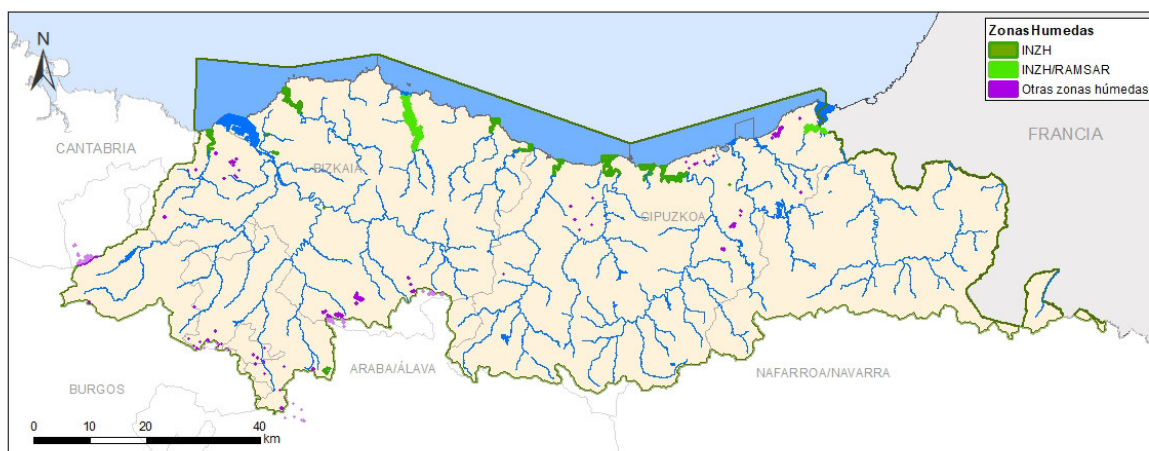 N
Zonas Humedas
INZH
INZH/RAMSAR
Otras zonas húmedas
FRANCIA
CANTABRIA
BIZKAIA
GIPUZKOA
ARABA/ÁLAVA
NAFARROA/NAVARRA
BURGOS
0 10 20 40
km